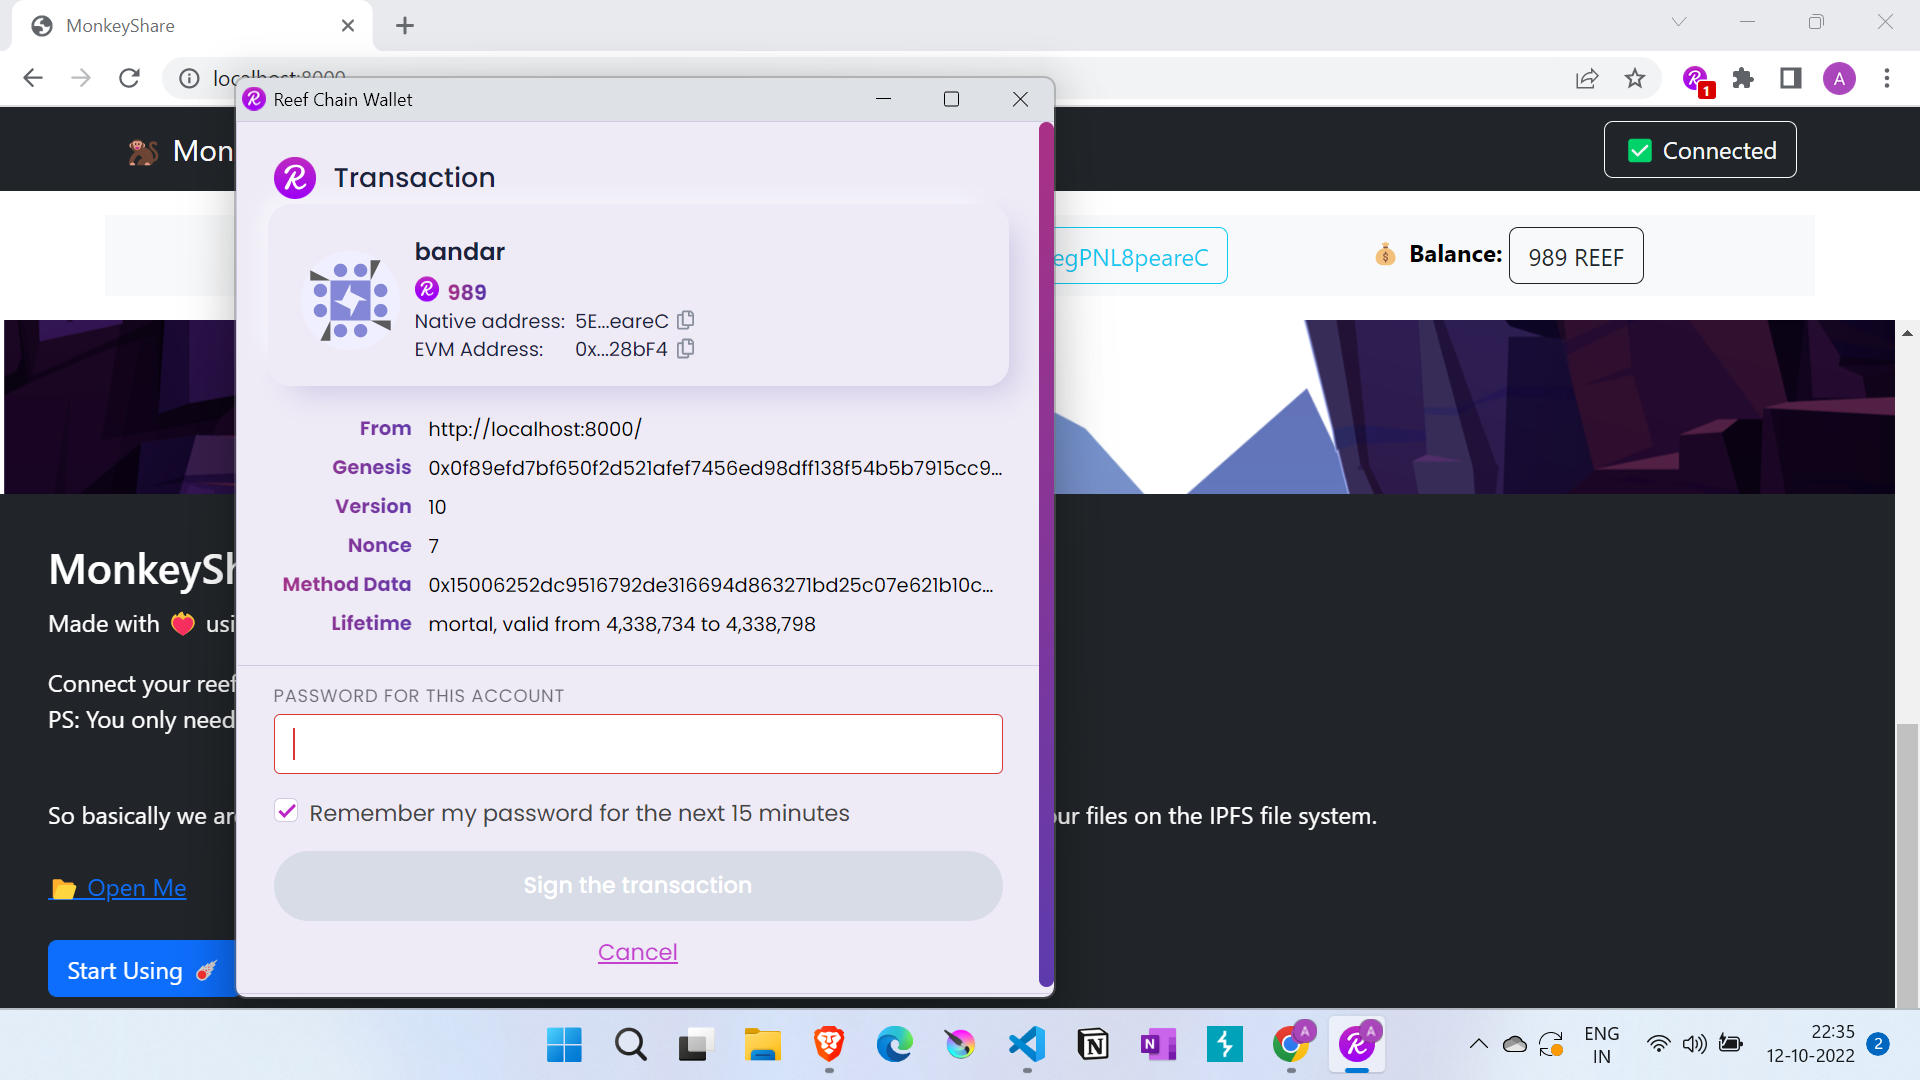 MonkeyShare
localhost:8000
1
A
Reef Chain Wallet
Mon
Connected
Transaction
bandar
989
Native address: 5E...eareC
EVM Address: 0x...28bF4
egPNL8peareC
Balance: 989 REEF
From http://localhost:8000/
Genesis 0x0f89efd7bf650f2d521afef7456ed98dff138f54b5b7915cc9...
Version 10
Nonce 7
Method Data 0x15006252dc9516792de316694d863271bd25c07e621b10c...
Lifetime mortal, valid from 4,338,734 to 4,338,798
MonkeySh
Made with usi
Connect your reef
PS: You only need
PASSWORD FOR THIS ACCOUNT
Remember my password for the next 15 minutes
So basically we ar
ur files on the IPFS file system.
Sign the transaction
Open Me
Cancel
Start Using
A
A
ENG
IN
22:35
12-10-2022
2